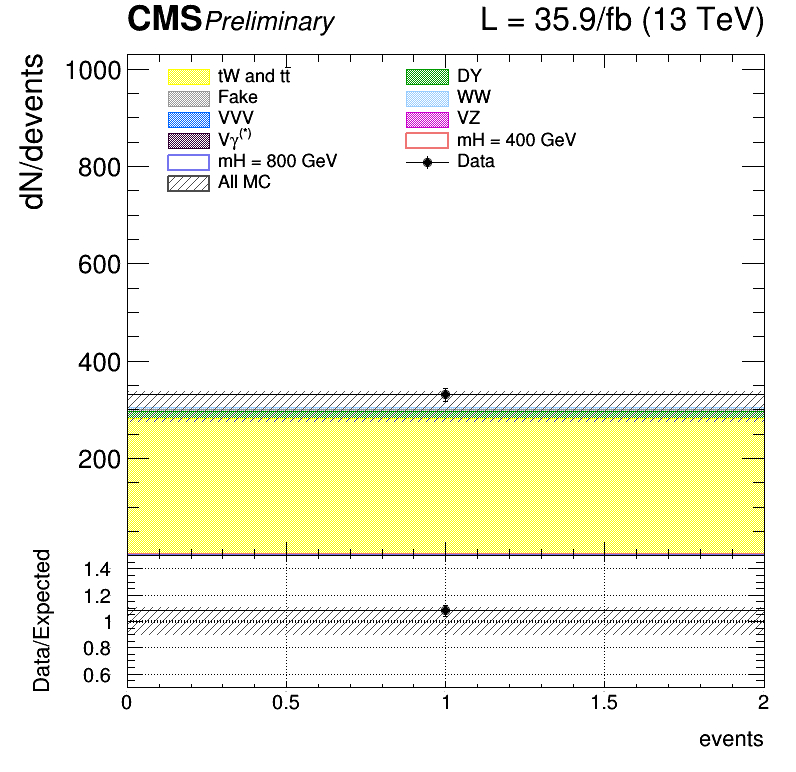 CMS Preliminary L = 35.9/fb (13 TeV)
dN/devents
1000
800
600
400
200
tW and tt̄
DY
Fake
WW
VVV
VZ
Vγ(*)
mH = 400 GeV
mH = 800 GeV
Data
All MC
Data/Expected
1.4
1.2
1
0.8
0.6
0 0.5 1 1.5 2
events